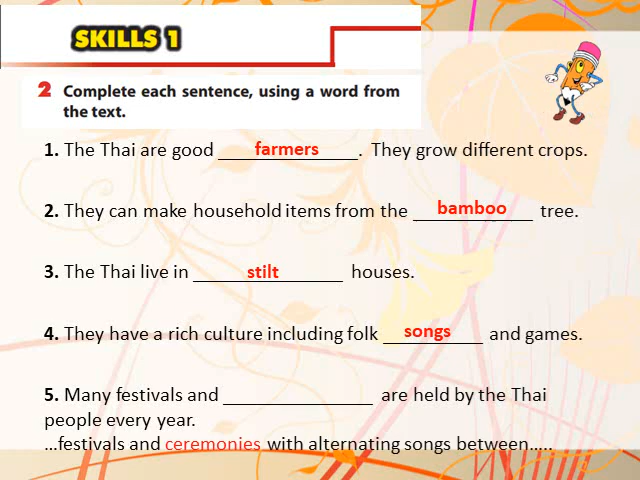 SKILLS 1
2 Complete each sentence, using a word from
the text.
1. The Thai are good farmers. They grow different crops.
2. They can make household items from the bamboo tree.
3. The Thai live in stilt houses.
4. They have a rich culture including folk songs and games.
5. Many festivals and _______________ are held by the Thai
people every year.
…festivals and ceremonies with alternating songs between…..